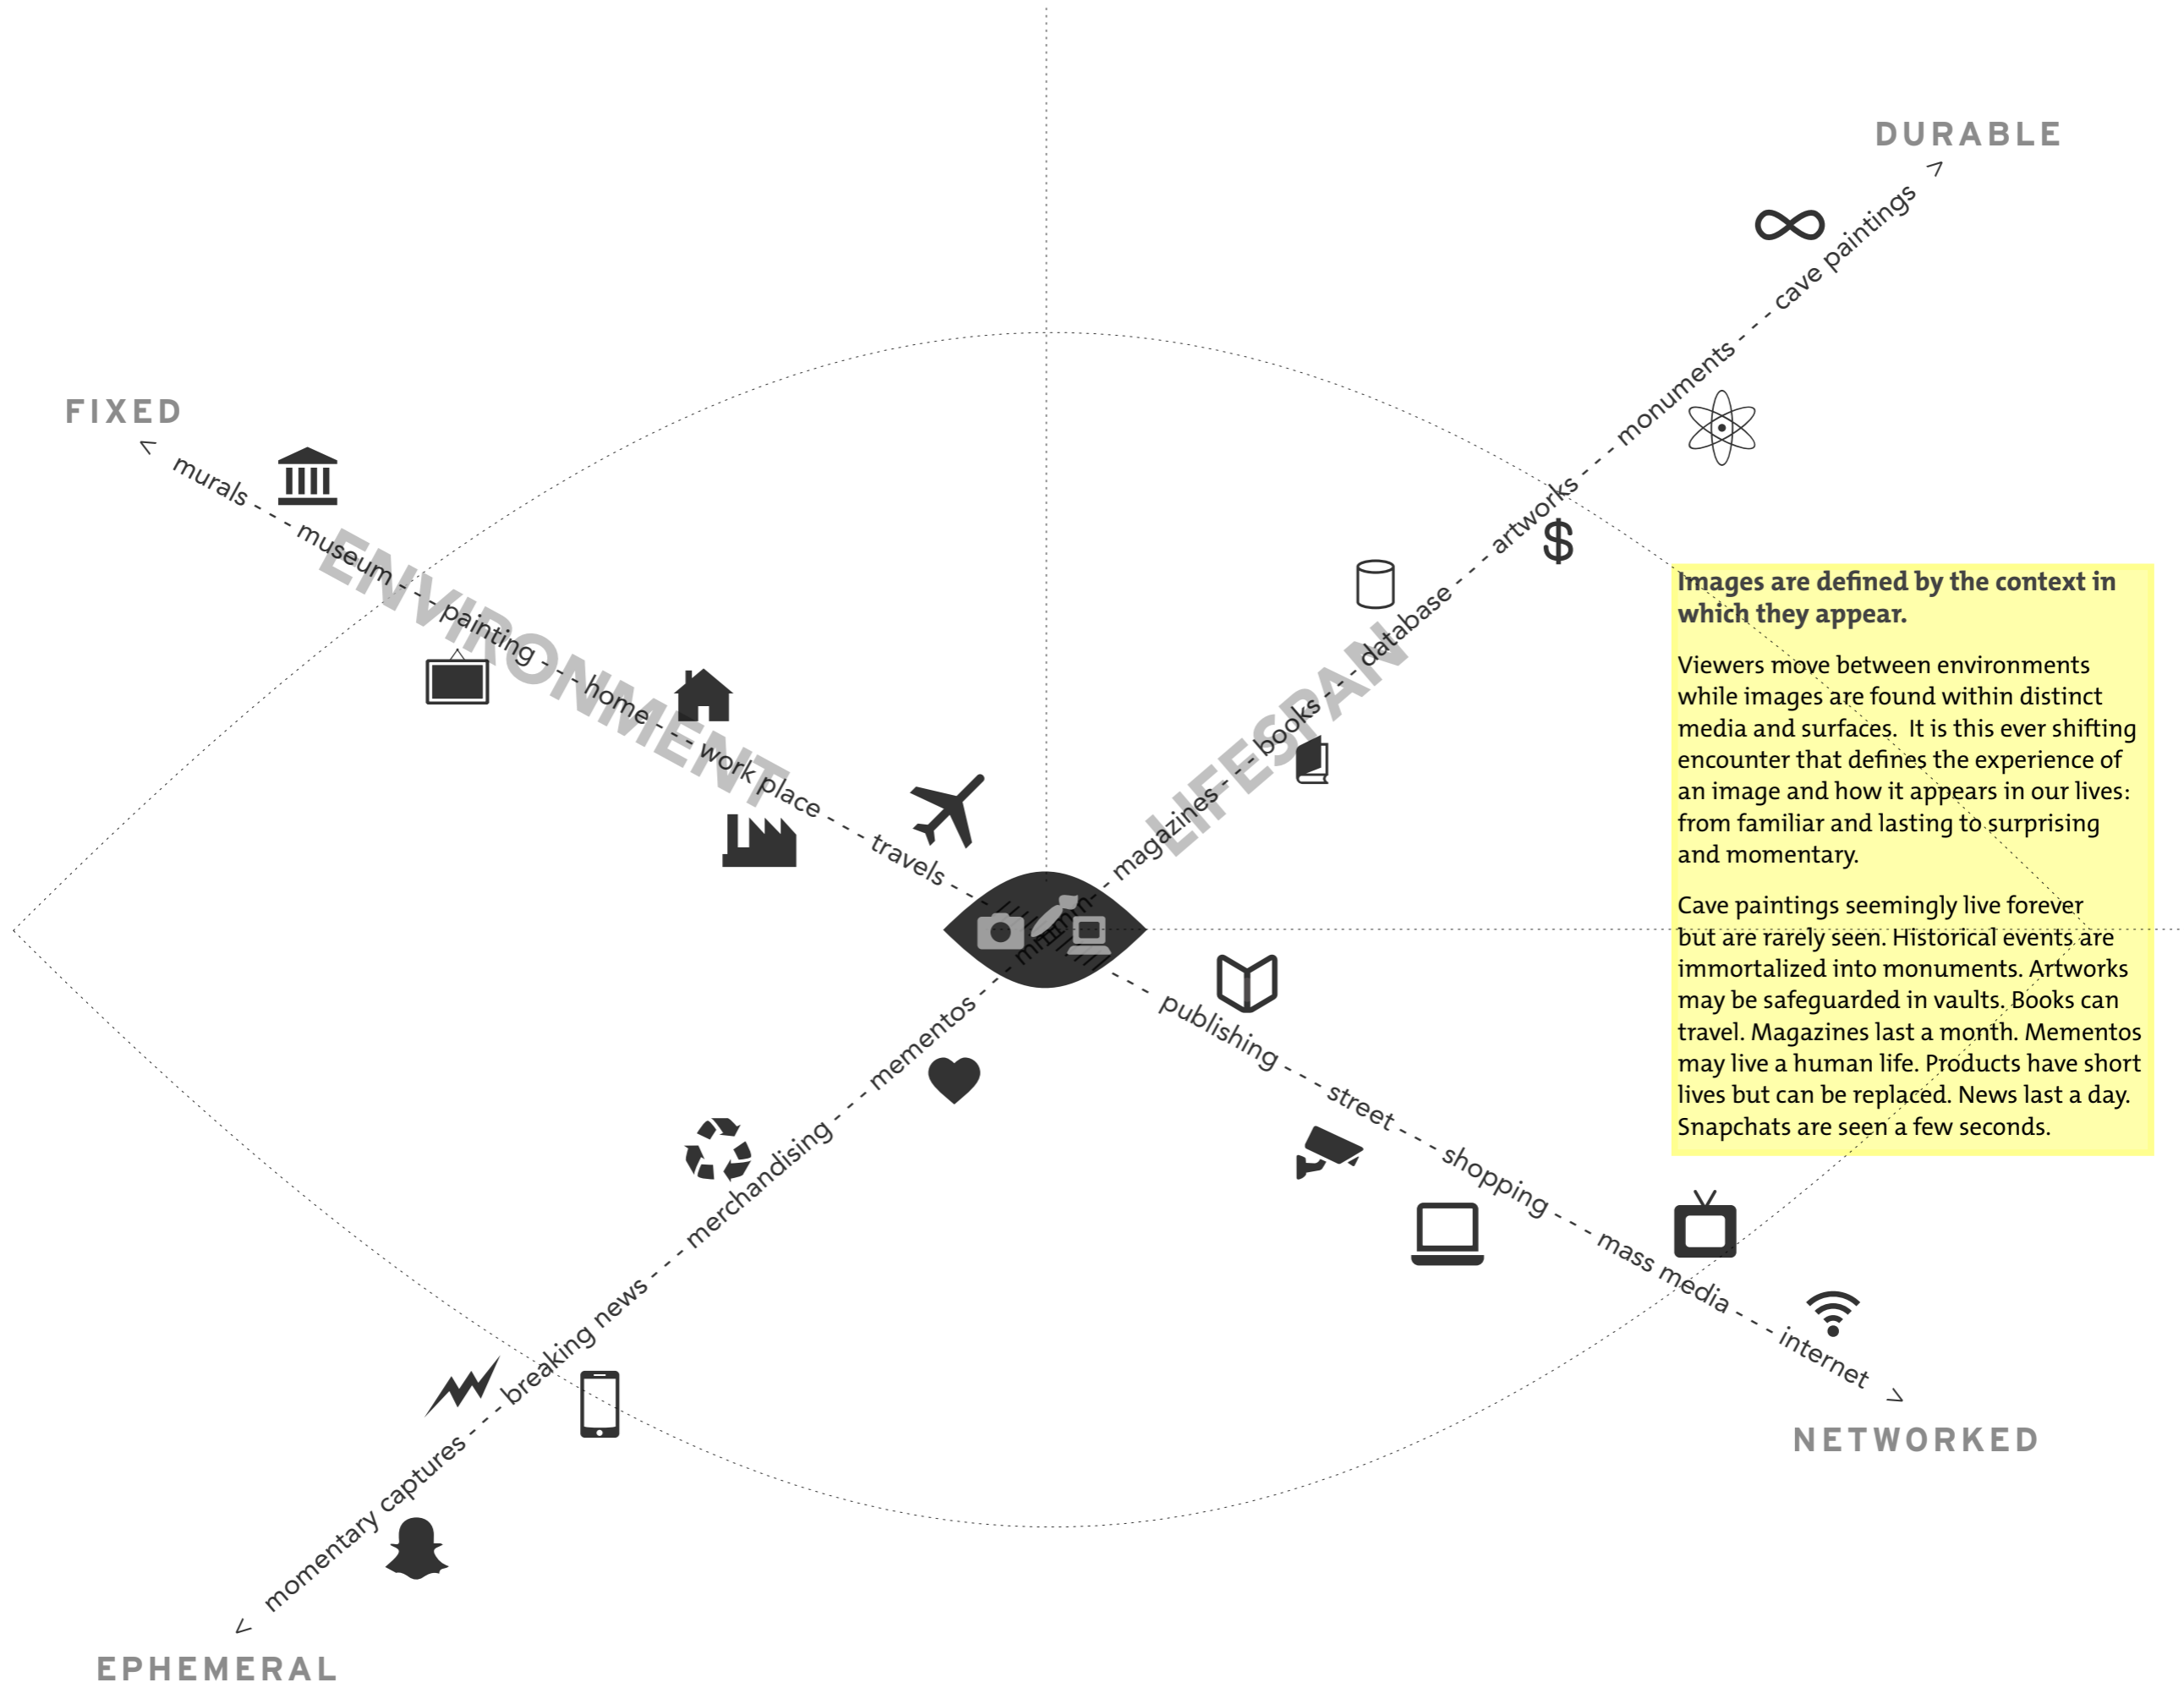 DURABLE
cave paintings
monuments
artworks
$
database
books
magazines
LIFESPAN
FIXED
murals
museum
painting
home
work place
travels
ENVIRONMENT
Images are defined by the context in
which they appear.
Viewers move between environments
while images are found within distinct
media and surfaces.  It is this ever shifting
encounter that defines the experience of
an image and how it appears in our lives:
from familiar and lasting to surprising
and momentary.
Cave paintings seemingly live forever
but are rarely seen. Historical events are
immortalized into monuments. Artworks
may be safeguarded in vaults. Books can
travel. Magazines last a month. Mementos
may live a human life. Products have short
lives but can be replaced. News last a day.
Snapchats are seen a few seconds.
publishing
street
shopping
mass media
internet
NETWORKED
mementos
merchandising
breaking news
momentary captures
EPHEMERAL